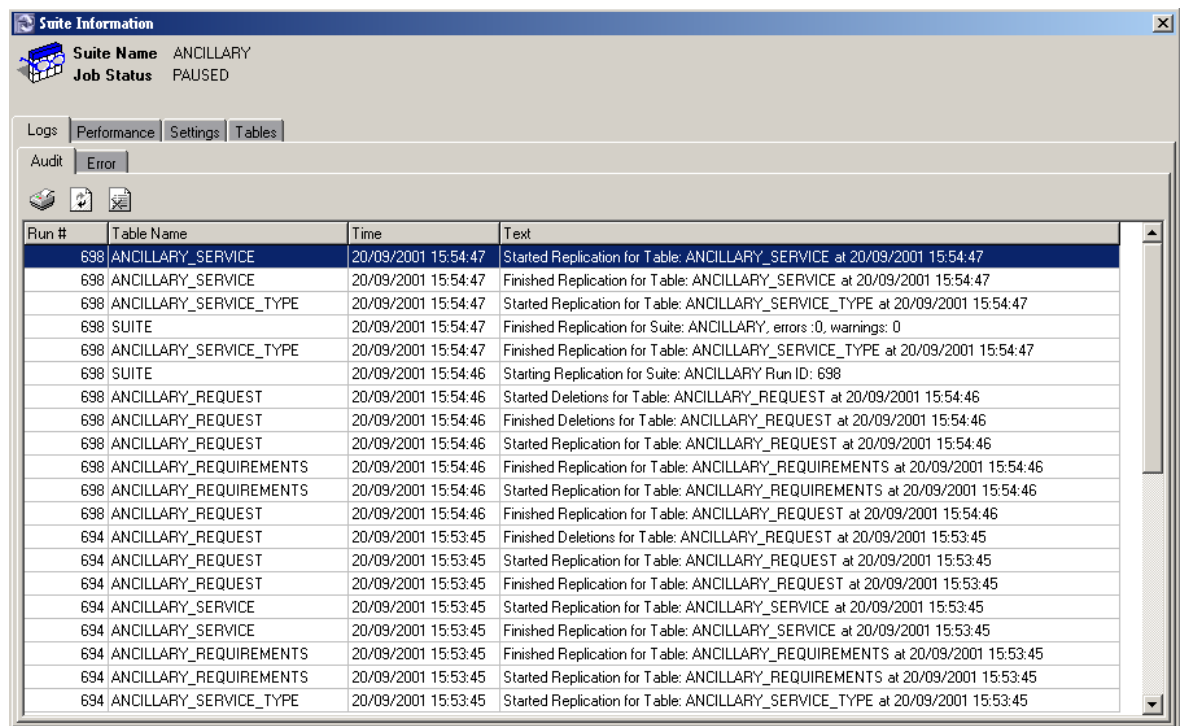 Suite Information
Suite Name ANCILLARY
Job Status PAUSED
Logs Performance Settings Tables
Audit Error
Run # Table Name Time Text
698 ANCILLARY_SERVICE 20/09/2001 15:54:47 Started Replication for Table: ANCILLARY_SERVICE at 20/09/2001 15:54:47
698 ANCILLARY_SERVICE 20/09/2001 15:54:47 Finished Replication for Table: ANCILLARY_SERVICE at 20/09/2001 15:54:47
698 ANCILLARY_SERVICE_TYPE 20/09/2001 15:54:47 Started Replication for Table: ANCILLARY_SERVICE_TYPE at 20/09/2001 15:54:47
698 SUITE 20/09/2001 15:54:47 Finished Replication for Suite: ANCILLARY, errors :0, warnings: 0
698 ANCILLARY_SERVICE_TYPE 20/09/2001 15:54:47 Finished Replication for Table: ANCILLARY_SERVICE_TYPE at 20/09/2001 15:54:47
698 SUITE 20/09/2001 15:54:46 Starting Replication for Suite: ANCILLARY Run ID: 698
698 ANCILLARY_REQUEST 20/09/2001 15:54:46 Started Deletions for Table: ANCILLARY_REQUEST at 20/09/2001 15:54:46
698 ANCILLARY_REQUEST 20/09/2001 15:54:46 Finished Deletions for Table: ANCILLARY_REQUEST at 20/09/2001 15:54:46
698 ANCILLARY_REQUEST 20/09/2001 15:54:46 Started Replication for Table: ANCILLARY_REQUEST at 20/09/2001 15:54:46
698 ANCILLARY_REQUIREMENTS 20/09/2001 15:54:46 Finished Replication for Table: ANCILLARY_REQUIREMENTS at 20/09/2001 15:54:46
698 ANCILLARY_REQUIREMENTS 20/09/2001 15:54:46 Started Replication for Table: ANCILLARY_REQUIREMENTS at 20/09/2001 15:54:46
698 ANCILLARY_REQUEST 20/09/2001 15:54:46 Finished Replication for Table: ANCILLARY_REQUEST at 20/09/2001 15:54:46
694 ANCILLARY_REQUEST 20/09/2001 15:53:45 Finished Deletions for Table: ANCILLARY_REQUEST at 20/09/2001 15:53:45
694 ANCILLARY_REQUEST 20/09/2001 15:53:45 Started Replication for Table: ANCILLARY_REQUEST at 20/09/2001 15:53:45
694 ANCILLARY_REQUEST 20/09/2001 15:53:45 Finished Replication for Table: ANCILLARY_REQUEST at 20/09/2001 15:53:45
694 ANCILLARY_SERVICE 20/09/2001 15:53:45 Started Replication for Table: ANCILLARY_SERVICE at 20/09/2001 15:53:45
694 ANCILLARY_SERVICE 20/09/2001 15:53:45 Finished Replication for Table: ANCILLARY_SERVICE at 20/09/2001 15:53:45
694 ANCILLARY_REQUIREMENTS 20/09/2001 15:53:45 Finished Replication for Table: ANCILLARY_REQUIREMENTS at 20/09/2001 15:53:45
694 ANCILLARY_REQUIREMENTS 20/09/2001 15:53:45 Started Replication for Table: ANCILLARY_REQUIREMENTS at 20/09/2001 15:53:45
694 ANCILLARY_SERVICE_TYPE 20/09/2001 15:53:45 Started Replication for Table: ANCILLARY_SERVICE_TYPE at 20/09/2001 15:53:45